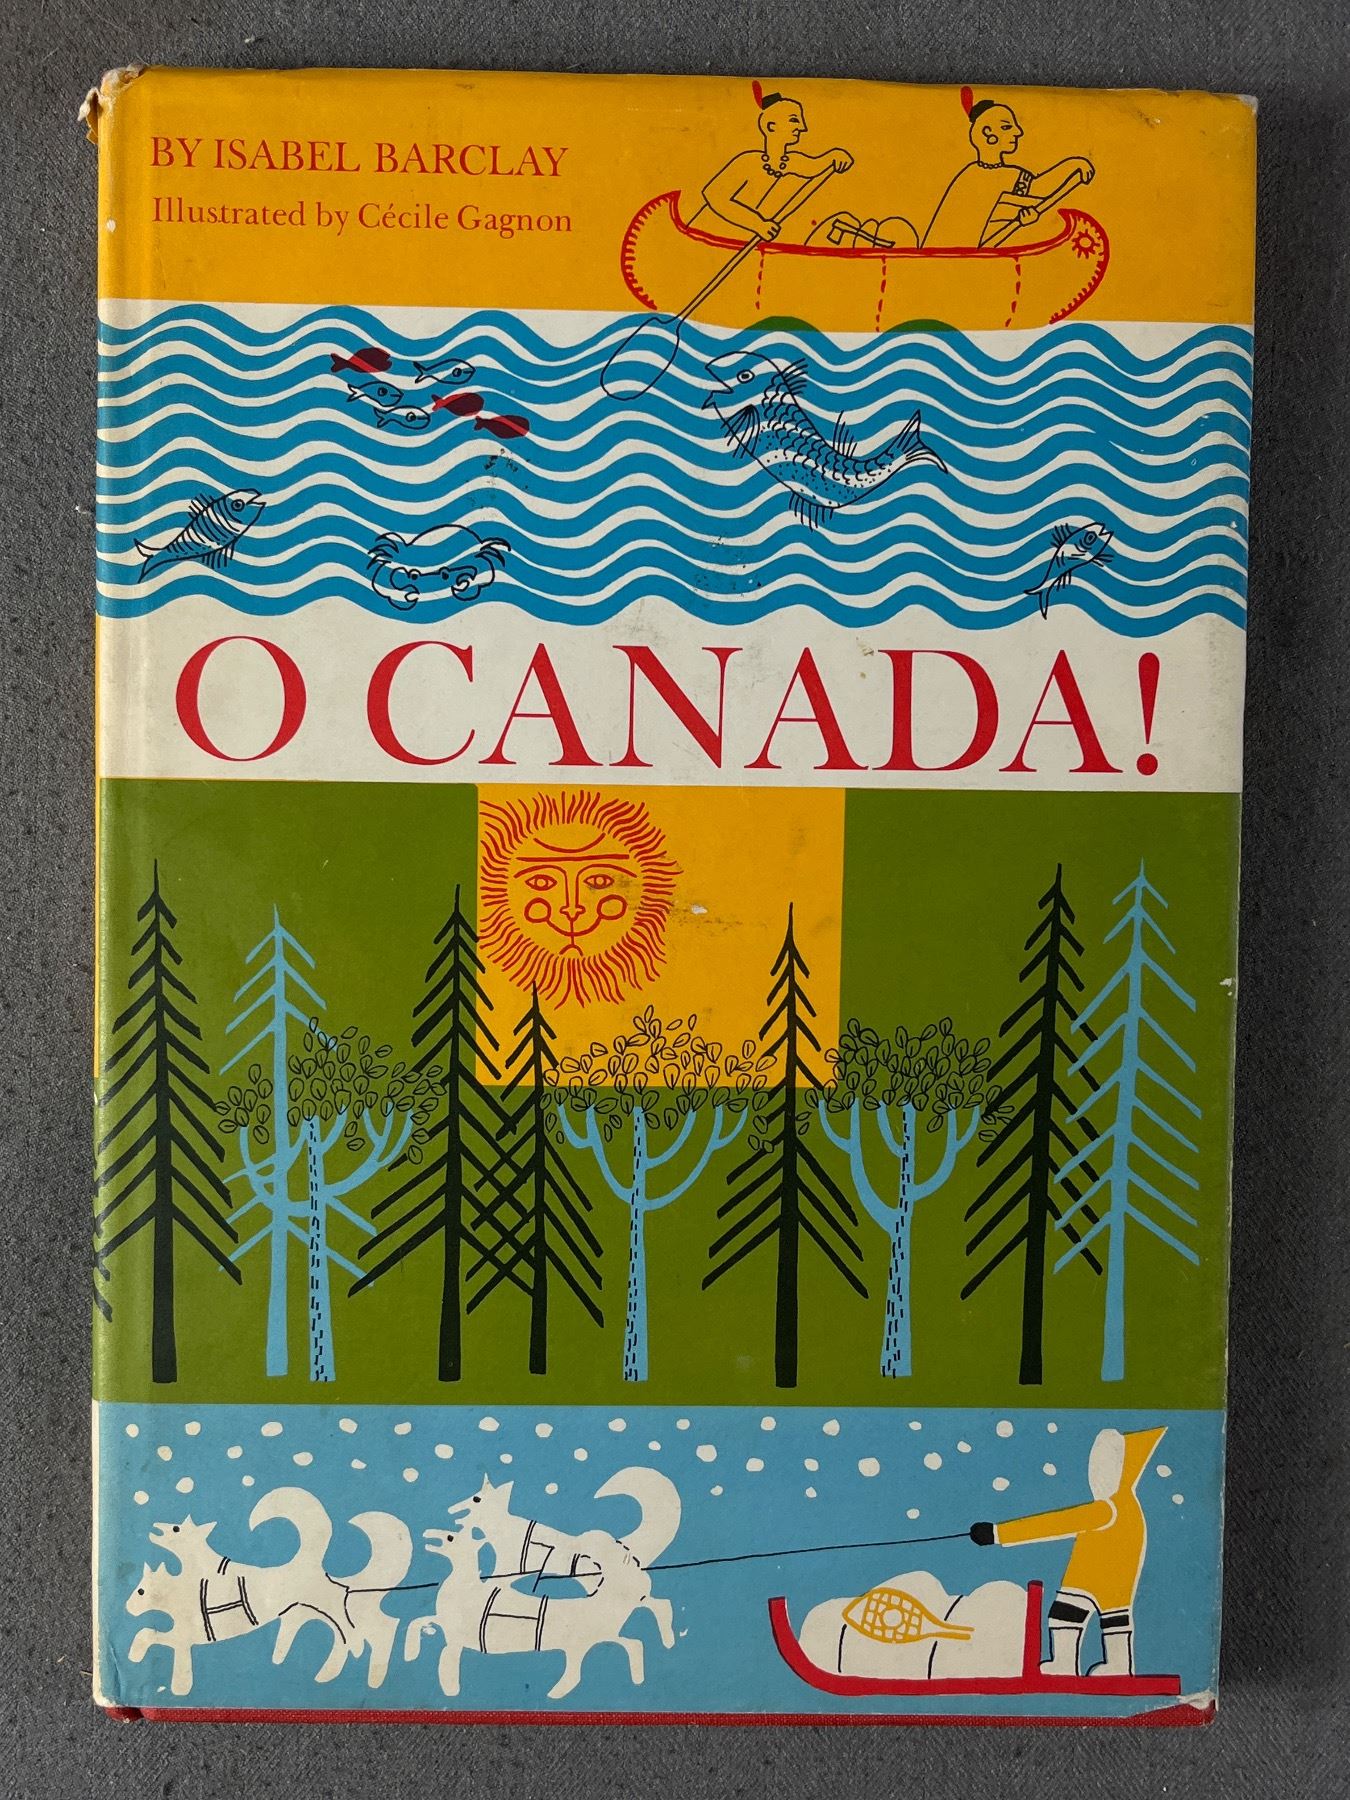 BY ISABEL BARCLAY
Illustrated by Cécile Gagnon
O CANADA!